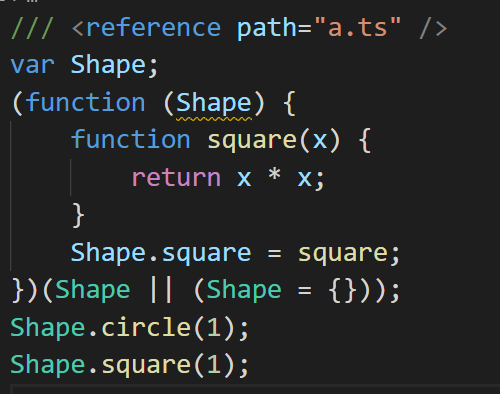 /// <reference path="a.ts" />
var Shape;
(function (Shape) {
    function square(x) {
        return x * x;
    }
    Shape.square = square;
})(Shape || (Shape = {}));
Shape.circle(1);
Shape.square(1);